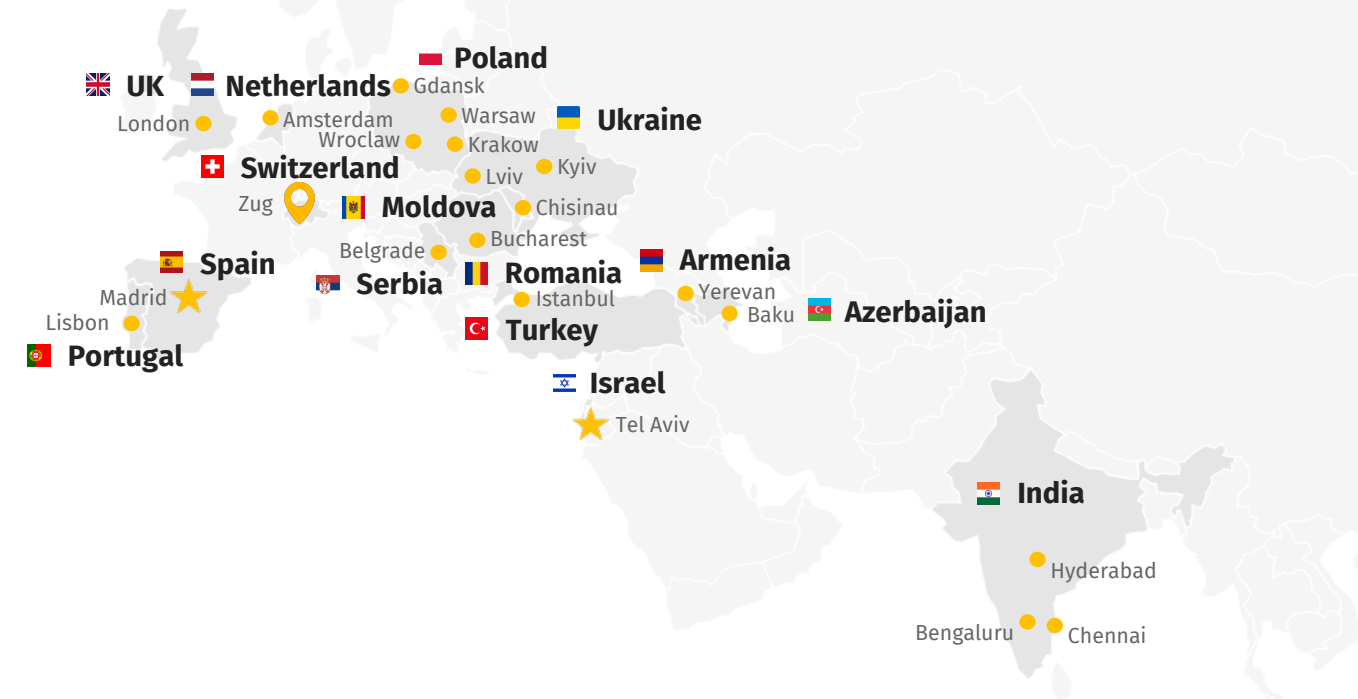 Poland
UK
Netherlands
Gdansk
London
Amsterdam
Warsaw
Ukraine
Wroclaw
Krakow
Switzerland
Lviv
Kyiv
Zug
Moldova
Chisinau
Belgrade
Bucharest
Spain
Serbia
Romania
Armenia
Madrid
Istanbul
Yerevan
Lisbon
Baku
Azerbaijan
Portugal
Turkey
Israel
Tel Aviv
India
Hyderabad
Bengaluru
Chennai